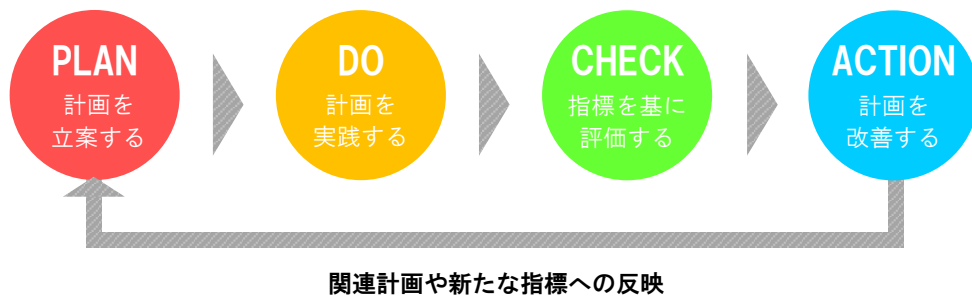 PLAN
計画を
立案する
DO
計画を
実践する
CHECK
指標を基に
評価する
ACTION
計画を
改善する
関連計画や新たな指標への反映